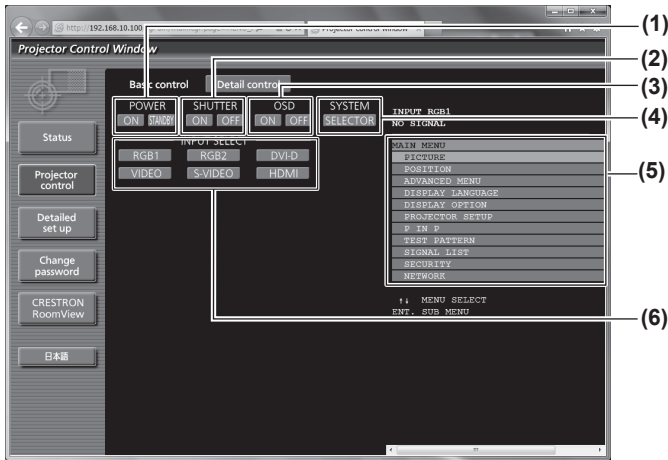 http://192.168.10.100
Projector Control Window
(1)
Projector Control Window
(2)
Basic control Detail control
(3)
POWER SHUTTER OSD SYSTEM
ON STANDBY ON OFF ON OFF SELECTOR
(4)
INPUT RGB1
NO SIGNAL
INPUT SELECT
RGB1 RGB2 DVI-D
VIDEO S-VIDEO HDMI
Status
Projector control
Detailed set up
Change password
CRESTRON RoomView
日本語
MAIN MENU
PICTURE
POSITION
ADVANCED MENU
DISPLAY LANGUAGE
DISPLAY OPTION
PROJECTOR SETUP
P IN P
TEST PATTERN
SIGNAL LIST
SECURITY
NETWORK
(5)
↑↓ MENU SELECT
ENT. SUB MENU
(6)